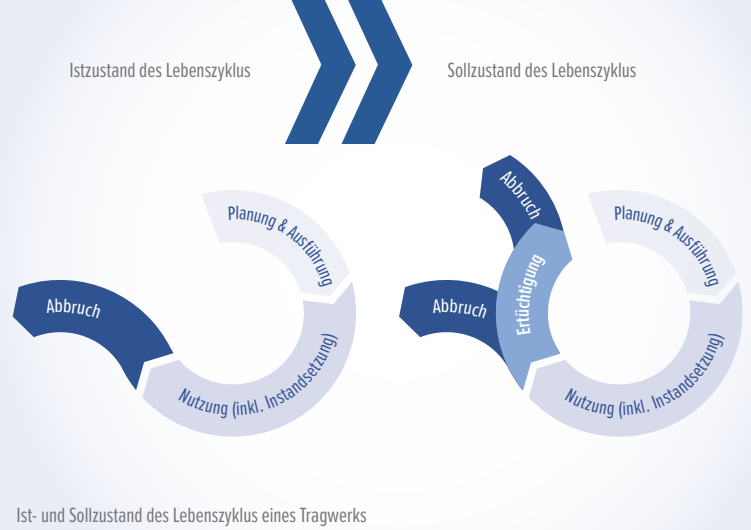 Istzustand des Lebenszyklus
Sollzustand des Lebenszyklus
Planung & Ausführung
Abbruch
Nutzung (inkl. Instandsetzung)
Abbruch
Planung & Ausführung
Ertüchtigung
Abbruch
Nutzung (inkl. Instandsetzung)
Ist- und Sollzustand des Lebenszyklus eines Tragwerks